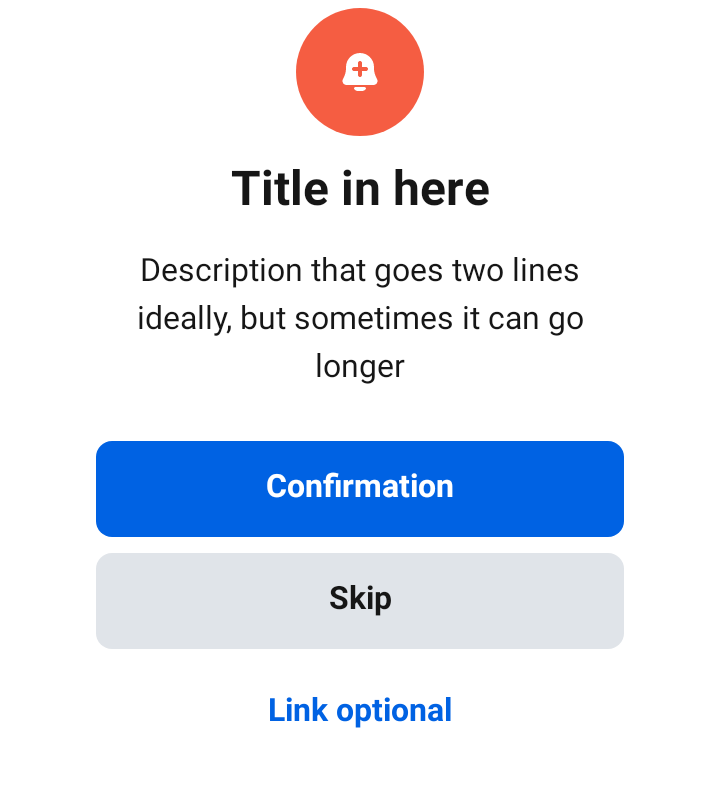 Title in here
Description that goes two lines
ideally, but sometimes it can go
longer
Confirmation
Skip
Link optional